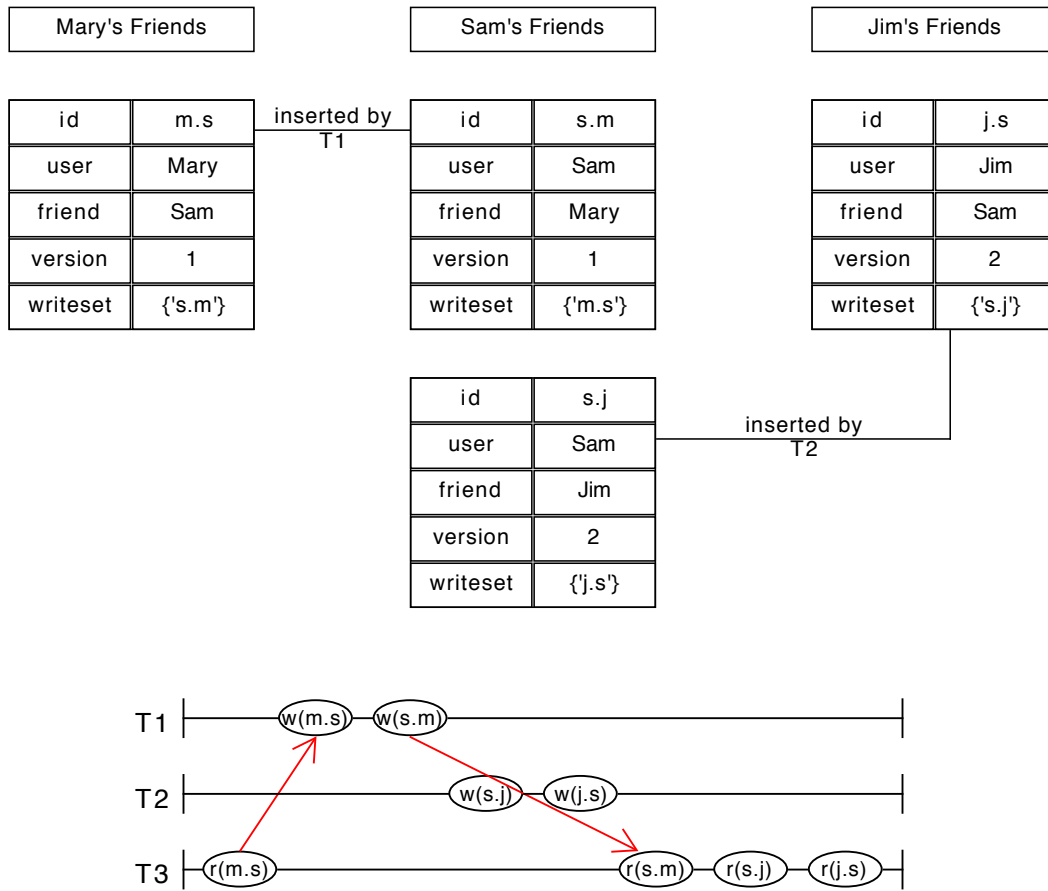 Mary's Friends
Sam's Friends
Jim's Friends
id m.s
user Mary
friend Sam
version 1
writeset {'s.m'}
inserted by
T1
id s.m
user Sam
friend Mary
version 1
writeset {'m.s'}
id j.s
user Jim
friend Sam
version 2
writeset {'s.j'}
id s.j
user Sam
friend Jim
version 2
writeset {'j.s'}
inserted by
T2
T1 w(m.s) w(s.m)
T2 w(s.j) w(j.s)
T3 r(m.s) r(s.m) r(s.j) r(j.s)